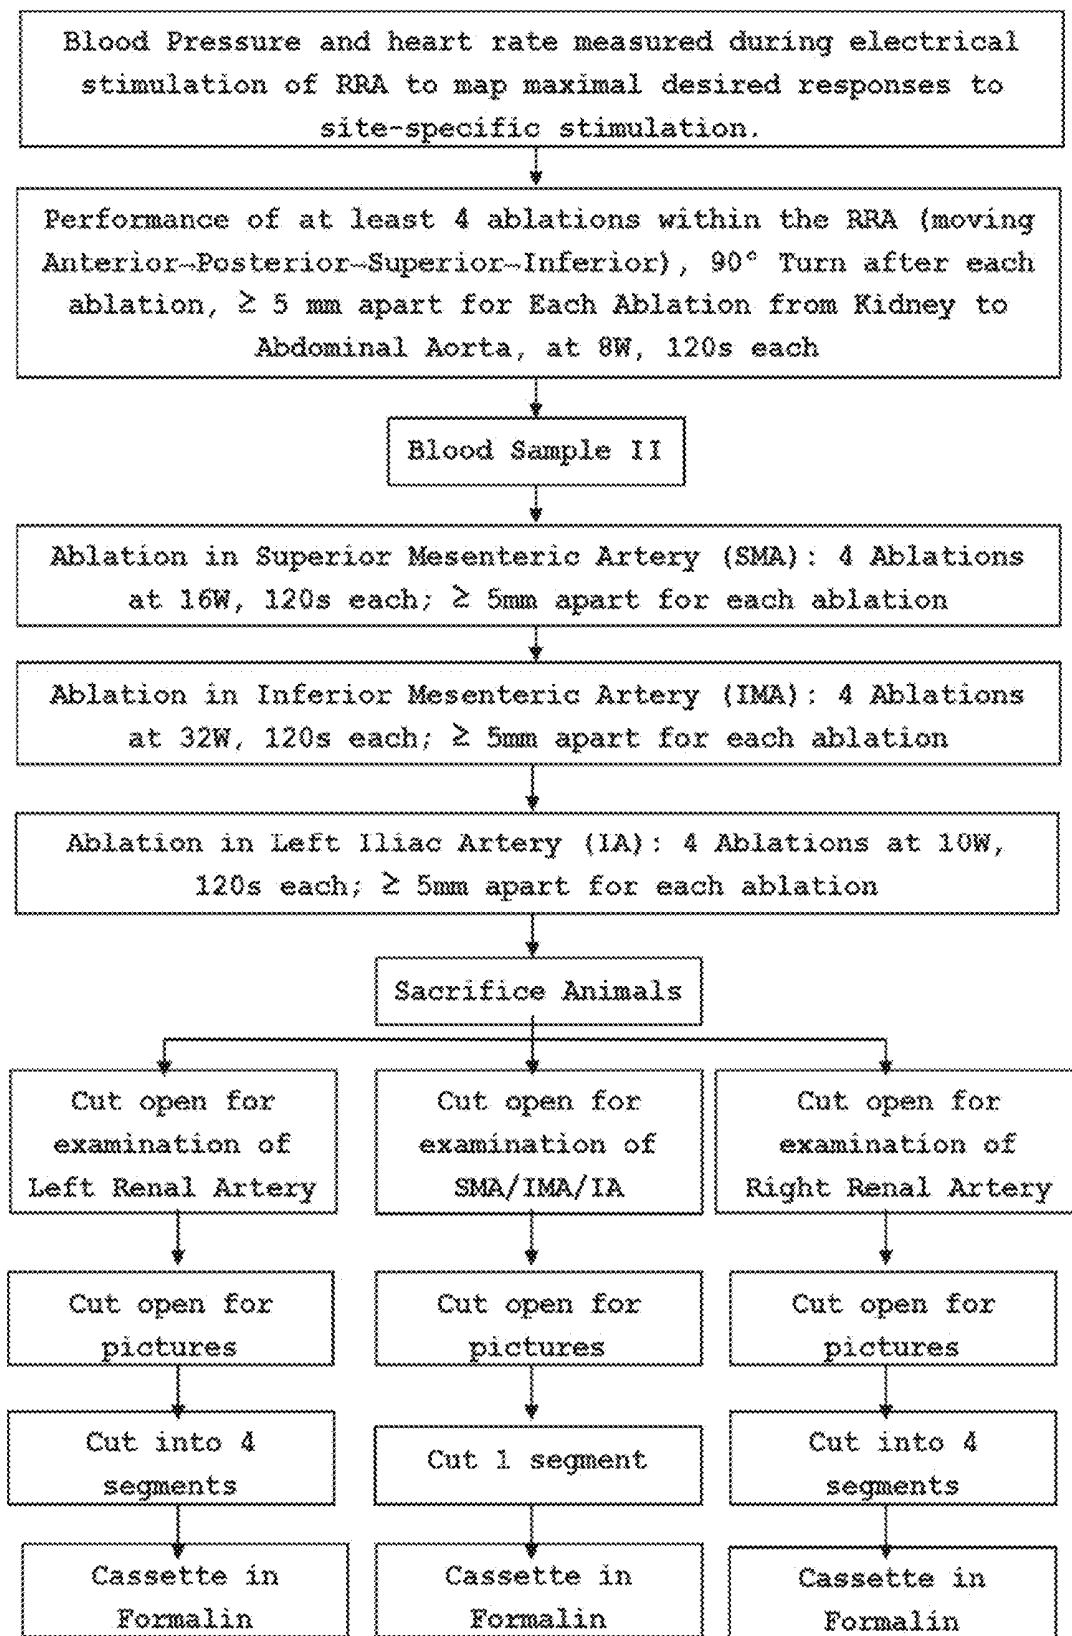 Blood Pressure and heart rate measured during electrical
stimulation of RRA to map maximal desired responses to
site-specific stimulation.
Performance of at least 4 ablations within the RRA (moving
Anterior→Posterior→Superior→Inferior), 90° Turn after each
ablation, ≥ 5 mm apart for Each Ablation from Kidney to
Abdominal Aorta, at 8W, 120s each
Blood Sample II
Ablation in Superior Mesenteric Artery (SMA): 4 Ablations
at 16W, 120s each; ≥ 5mm apart for each ablation
Ablation in Inferior Mesenteric Artery (IMA): 4 Ablations
at 32W, 120s each; ≥ 5mm apart for each ablation
Ablation in Left Iliac Artery (IA): 4 Ablations at 10W,
120s each; ≥ 5mm apart for each ablation
Sacrifice Animals
Cut open for
examination of
Left Renal Artery
Cut open for
examination of
SMA/IMA/IA
Cut open for
examination of
Right Renal Artery
Cut open for
pictures
Cut open for
pictures
Cut open for
pictures
Cut into 4
segments
Cut 1 segment
Cut into 4
segments
Cassette in
Formalin
Cassette in
Formalin
Cassette in
Formalin